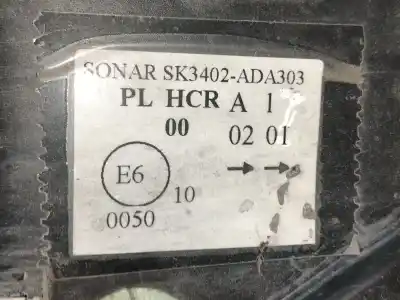 SONAR SK3402-ADA303
PL HCR A 1
00 02 01
E6 → →
10
0050